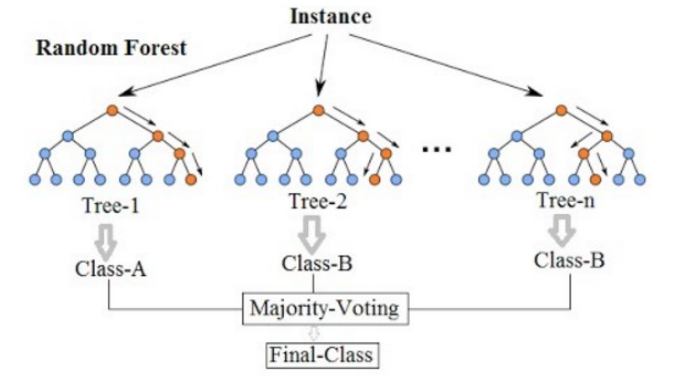 Instance
Random Forest
...
Tree-1
Tree-2
Tree-n
Class-A
Class-B
Class-B
Majority-Voting
Final-Class